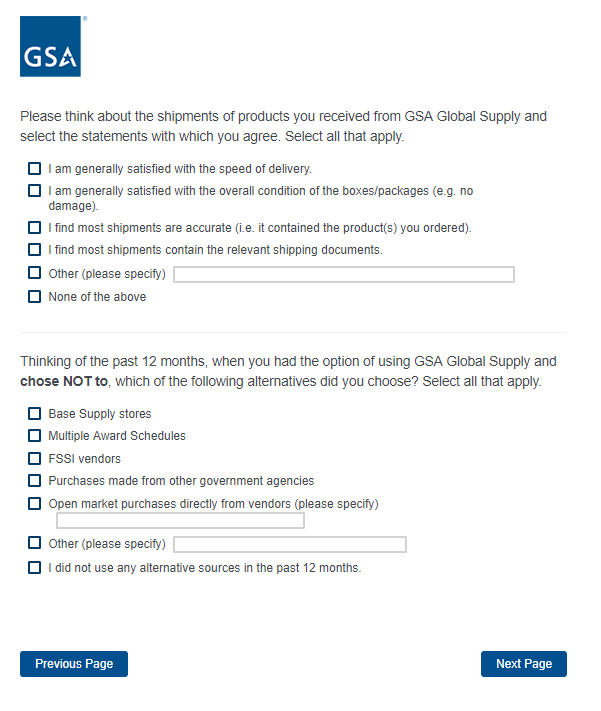 GSA
®
Please think about the shipments of products you received from GSA Global Supply and
select the statements with which you agree. Select all that apply.
I am generally satisfied with the speed of delivery.
I am generally satisfied with the overall condition of the boxes/packages (e.g. no
damage).
I find most shipments are accurate (i.e. it contained the product(s) you ordered).
I find most shipments contain the relevant shipping documents.
Other (please specify)
None of the above
Thinking of the past 12 months, when you had the option of using GSA Global Supply and
chose NOT to, which of the following alternatives did you choose? Select all that apply.
Base Supply stores
Multiple Award Schedules
FSSI vendors
Purchases made from other government agencies
Open market purchases directly from vendors (please specify)
Other (please specify)
I did not use any alternative sources in the past 12 months.
Previous Page
Next Page